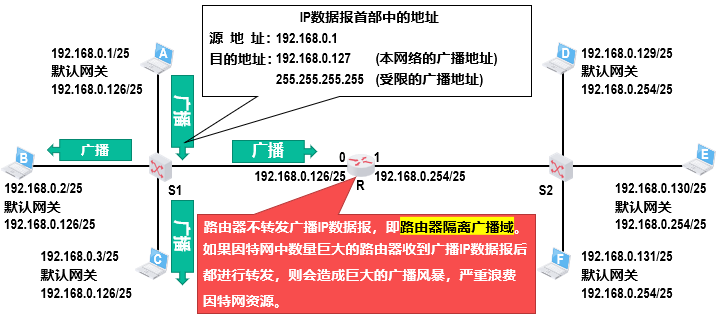 IP数据报首部中的地址
源 地 址：192.168.0.1
目的地址：192.168.0.127 (本网络的广播地址)
255.255.255.255 (受限的广播地址)
A
192.168.0.1/25
默认网关
192.168.0.126/25
广播
D
192.168.0.129/25
默认网关
192.168.0.254/25
B
广播
广播
0
1
E
192.168.0.2/25
默认网关
192.168.0.126/25
S1
192.168.0.126/25
R
192.168.0.254/25
S2
192.168.0.130/25
默认网关
192.168.0.254/25
广播
C
192.168.0.3/25
默认网关
192.168.0.126/25
路由器不转发广播IP数据报，即路由器隔离广播域。
如果因特网中数量巨大的路由器收到广播IP数据报后
都进行转发，则会造成巨大的广播风暴，严重浪费
因特网资源。
F
192.168.0.131/25
默认网关
192.168.0.254/25